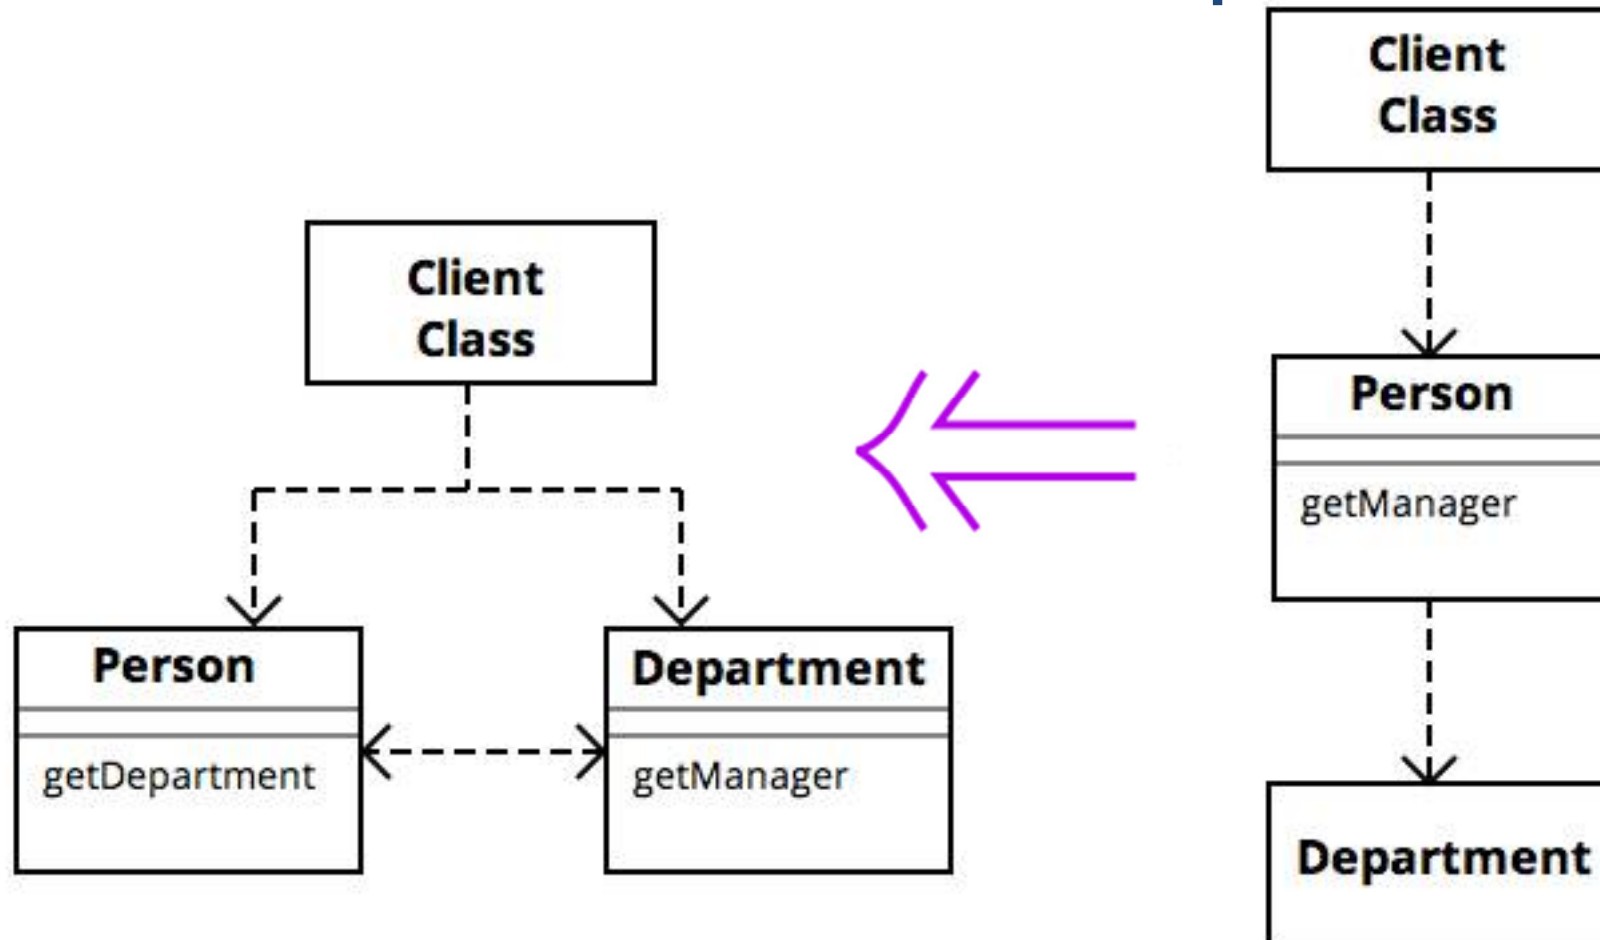 Client
Class
Person
getDepartment
Department
getManager
Client
Class
Person
getManager
Department